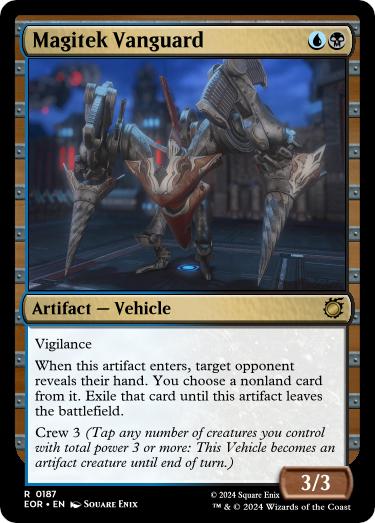 Magitek Vanguard
Artifact — Vehicle
Vigilance
When this artifact enters, target opponent
reveals their hand. You choose a nonland card
from it. Exile that card until this artifact leaves
the battlefield.
Crew 3 (Tap any number of creatures you control
with total power 3 or more: This Vehicle becomes an
artifact creature until end of turn.)
3/3
R 0187
EOR • EN Square Enix
© 2024 Square Enix
™ & © 2024 Wizards of the Coast